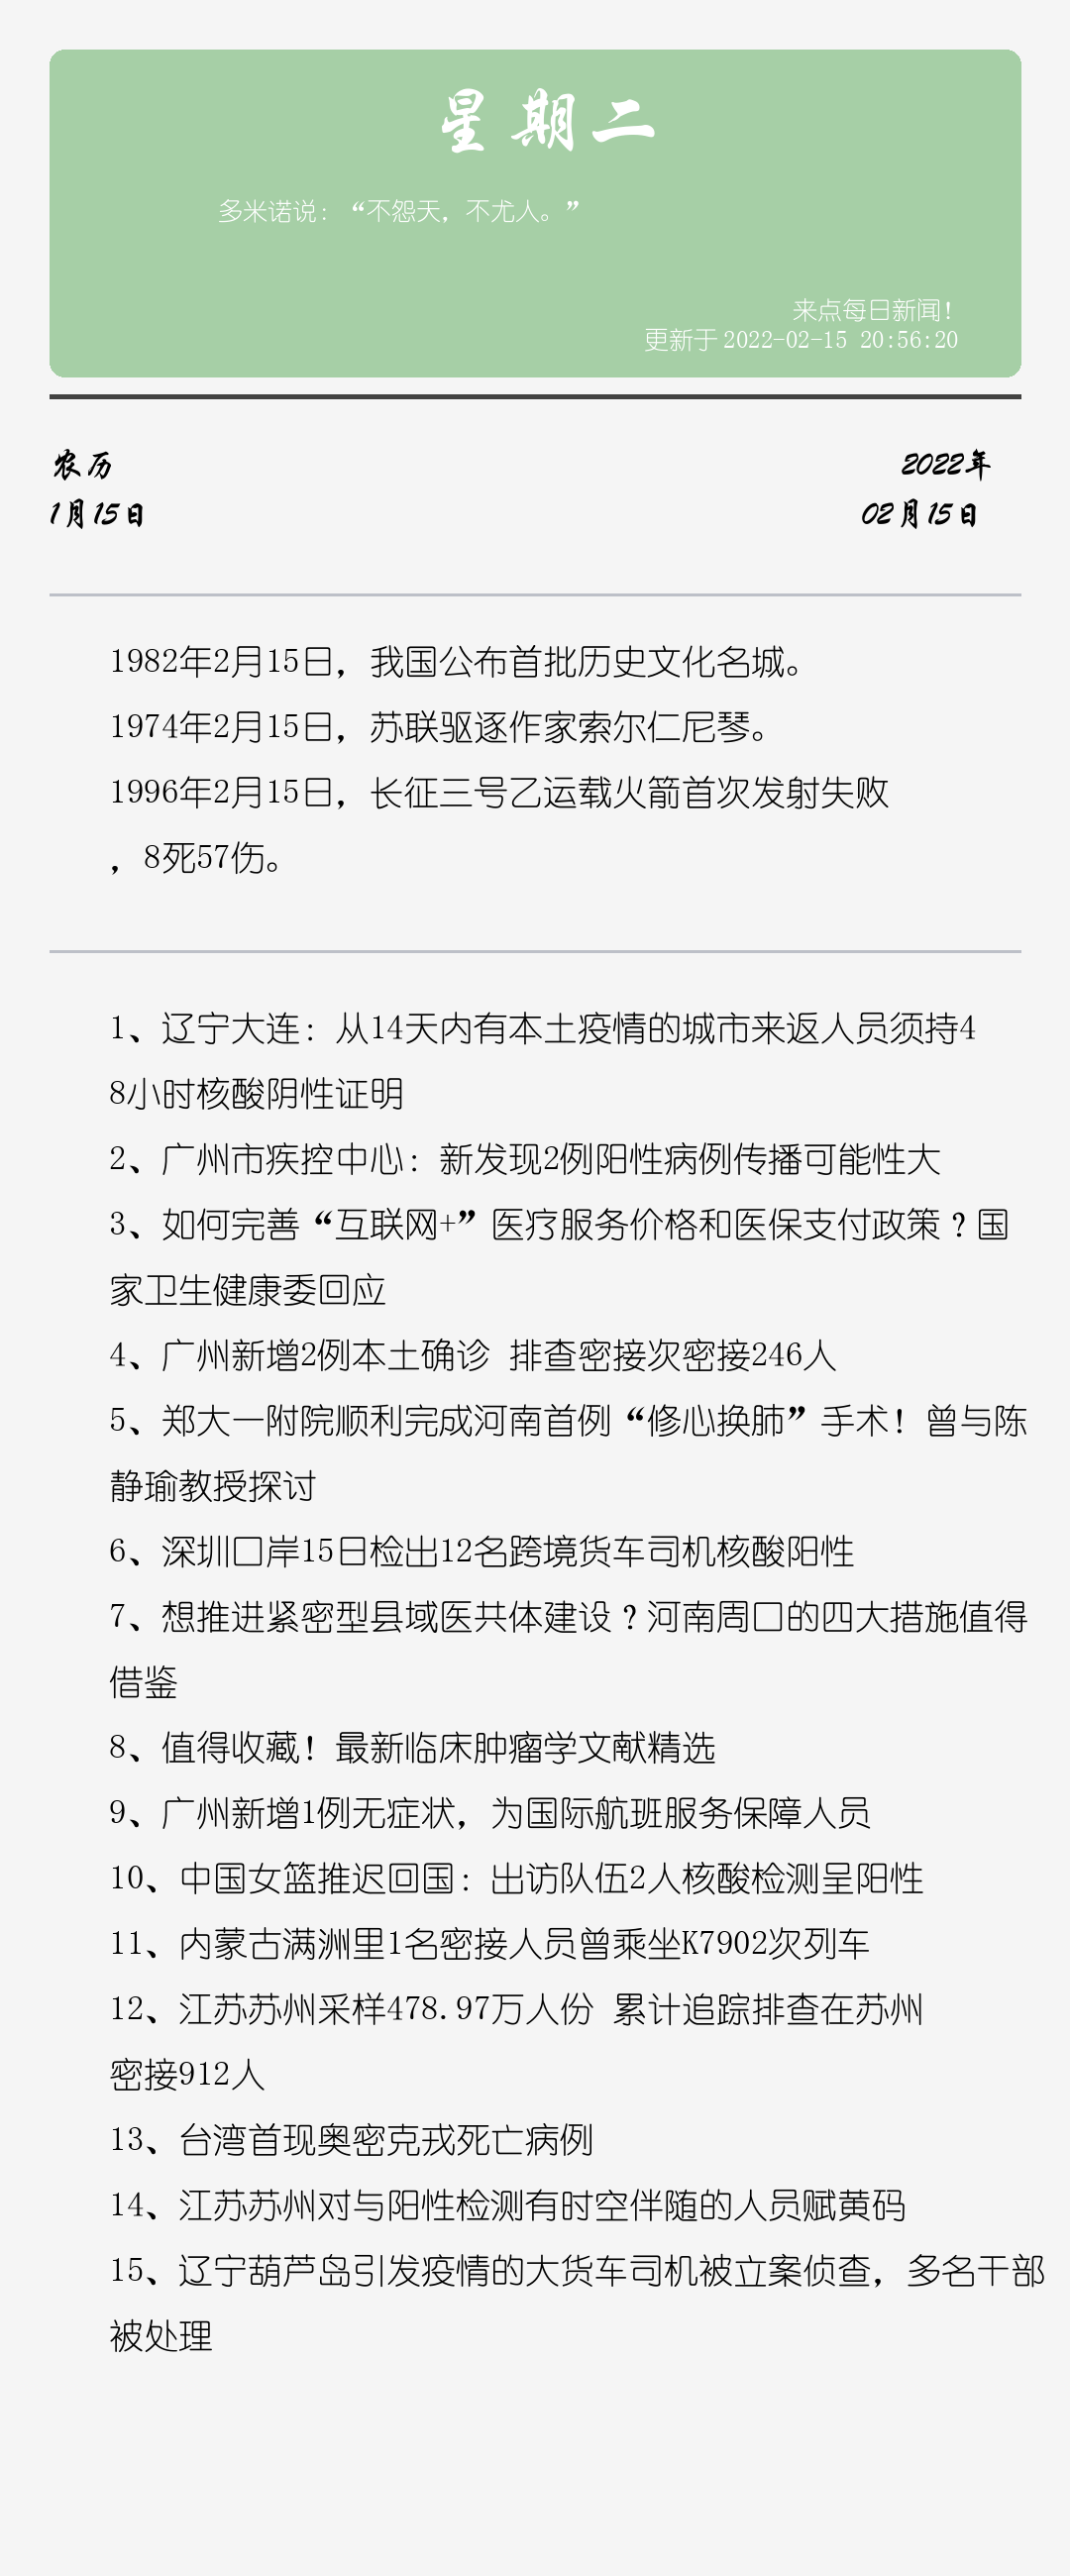 星期二
多米诺说：“不怨天，不尤人。”
来点每日新闻！
更新于 2022-02-15 20:56:20
农历
1月15日
2022年
02月15日
1982年2月15日，我国公布首批历史文化名城。
1974年2月15日，苏联驱逐作家索尔仁尼琴。
1996年2月15日，长征三号乙运载火箭首次发射失败
，8死57伤。
1、辽宁大连：从14天内有本土疫情的城市来返人员须持4
8小时核酸阴性证明
2、广州市疾控中心：新发现2例阳性病例传播可能性大
3、如何完善“互联网+”医疗服务价格和医保支付政策？国
家卫生健康委回应
4、广州新增2例本土确诊 排查密接次密接246人
5、郑大一附院顺利完成河南首例“修心换肺”手术！曾与陈
静瑜教授探讨
6、深圳口岸15日检出12名跨境货车司机核酸阳性
7、想推进紧密型县域医共体建设？河南周口的四大措施值得
借鉴
8、值得收藏！最新临床肿瘤学文献精选
9、广州新增1例无症状，为国际航班服务保障人员
10、中国女篮推迟回国：出访队伍2人核酸检测呈阳性
11、内蒙古满洲里1名密接人员曾乘坐K7902次列车
12、江苏苏州采样478.97万人份 累计追踪排查在苏州
密接912人
13、台湾首现奥密克戎死亡病例
14、江苏苏州对与阳性检测有时空伴随的人员赋黄码
15、辽宁葫芦岛引发疫情的大货车司机被立案侦查，多名干部
被处理